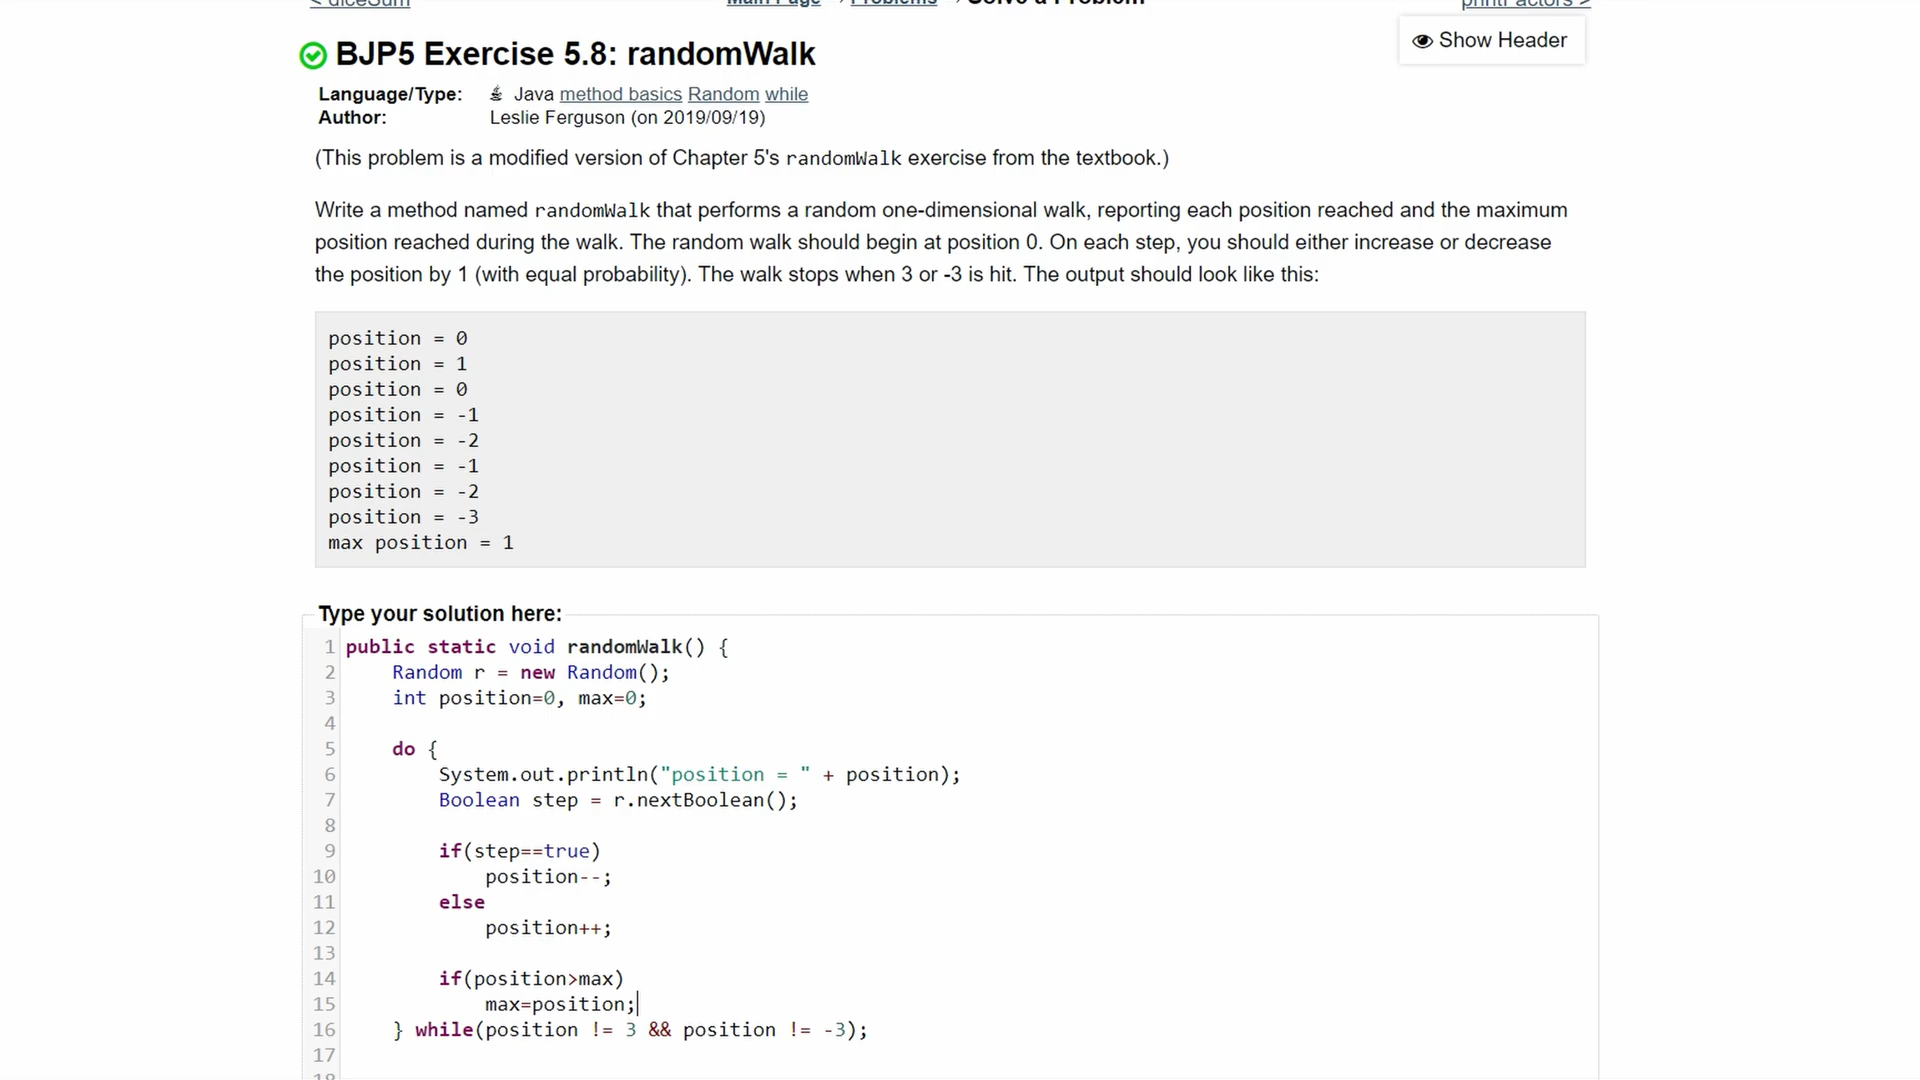 < diceSum
Main Page → Problems → Solve a Problem
printFactors >
Show Header
BJP5 Exercise 5.8: randomWalk
Language/Type: Java method basics Random while
Author: Leslie Ferguson (on 2019/09/19)
(This problem is a modified version of Chapter 5's randomWalk exercise from the textbook.)
Write a method named randomWalk that performs a random one-dimensional walk, reporting each position reached and the maximum
position reached during the walk. The random walk should begin at position 0. On each step, you should either increase or decrease
the position by 1 (with equal probability). The walk stops when 3 or -3 is hit. The output should look like this:
position = 0
position = 1
position = 0
position = -1
position = -2
position = -1
position = -2
position = -3
max position = 1
Type your solution here:
1 public static void randomWalk() {
2     Random r = new Random();
3     int position=0, max=0;
4
5     do {
6         System.out.println("position = " + position);
7         Boolean step = r.nextBoolean();
8
9         if(step==true)
10             position--;
11         else
12             position++;
13
14         if(position>max)
15             max=position;
16     } while(position != 3 && position != -3);
17
18